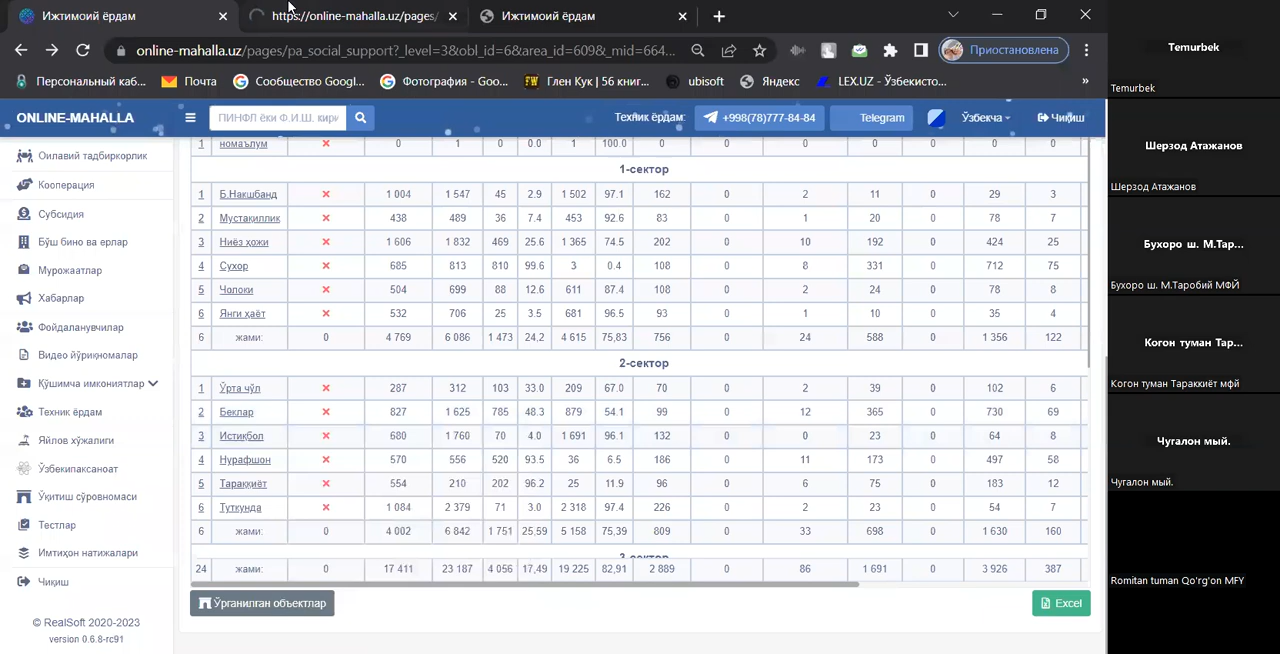 Ижтимоий ёрдам
https://online-mahalla.uz/pages/
Ижтимоий ёрдам
online-mahalla.uz/pages/pa_social_support?_level=3&obl_id=6&area_id=609&_mid=664...
Приостановлена
Персональный каб...
Почта
Сообщество Googl...
Фотография - Goo...
Глен Кук | 56 книг...
ubisoft
Яндекс
LEX.UZ - Ўзбекисто...
»
ONLINE-MAHALLA
ПИНФЛ ёки Ф.И.Ш. кири
Техлик ёрдам:
+998(78)777-84-84
Telegram
Ўзбекча
Чиқиш
Оилавий тадбиркорлик
Кооперация
Субсидия
Бўш бино ва ерлар
Мурожаатлар
Хабарлар
Фойдаланувчилар
Видео йўриқномалар
Қўшимча имкониятлар
Техник ёрдам
Яйлов хўжалиги
Ўзбекипаксаноат
Ўқитиш сўровномаси
Тестлар
Имтиҳон натижалари
Чиқиш
© RealSoft 2020-2023
version 0.6.8-rc91
1 номаълум 0 1 0 0.0 1 100.0 0 0 0 0 0 0 0
1-сектор
1 Б.Накшбанд 1 004 1 547 45 2.9 1 502 97.1 162 0 2 11 0 29 3
2 Мустақиллик 438 489 36 7.4 453 92.6 83 0 1 20 0 78 7
3 Ниёз ҳожи 1 606 1 832 469 25.6 1 365 74.5 202 0 10 192 0 424 25
4 Сухор 685 813 810 99.6 3 0.4 108 0 8 331 0 712 75
5 Чолоки 504 699 88 12.6 611 87.4 108 0 2 24 0 78 8
6 Янги ҳаёт 532 706 25 3.5 681 96.5 93 0 1 10 0 35 4
6 жами: 0 4 769 6 086 1 473 24,2 4 615 75,83 756 0 24 588 0 1 356 122
2-сектор
1 Ўрта чўл 287 312 103 33.0 209 67.0 70 0 2 39 0 102 6
2 Беклар 827 1 625 785 48.3 879 54.1 99 0 12 365 0 730 69
3 Истиқбол 680 1 760 70 4.0 1 691 96.1 132 0 0 23 0 64 8
4 Нурафшон 570 556 520 93.5 36 6.5 186 0 11 173 0 497 58
5 Тараққиёт 554 210 202 96.2 25 11.9 96 0 6 75 0 183 12
6 Туткунда 1 084 2 379 71 3.0 2 318 97.4 226 0 2 23 0 54 7
6 жами: 0 4 002 6 842 1 751 25,59 5 158 75,39 809 0 33 698 0 1 630 160
3-сектор
24 жами: 0 17 411 23 187 4 056 17,49 19 225 82,91 2 889 0 86 1 691 0 3 926 387
Ўрганилган объектлар
Excel
Temurbek
Temurbek
Шерзод Атажанов
Шерзод Атажанов
Бухоро ш. М.Тар...
Бухоро ш. М.Таробий МФЙ
Когон туман Тар...
Когон туман Тараккиёт мфй
Чугалон мый.
Чугалон мый.
Romitan tuman Qo'rg'on MFY